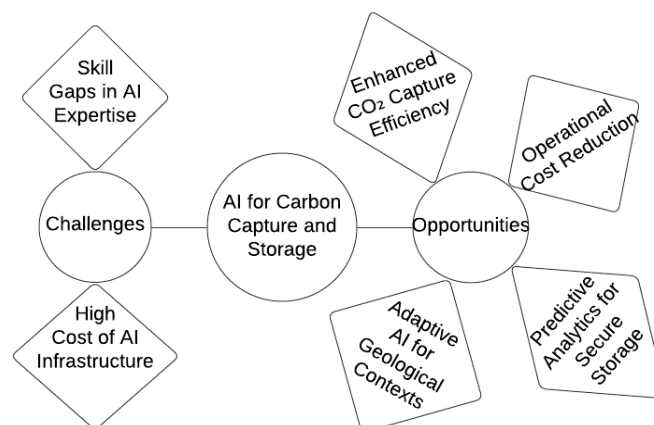 Skill
Gaps in AI
Expertise
Challenges
High
Cost of AI
Infrastructure
AI for Carbon
Capture and
Storage
Opportunities
Enhanced
CO₂ Capture
Efficiency
Operational
Cost Reduction
Adaptive
AI for
Geological
Contexts
Predictive
Analytics for
Secure
Storage